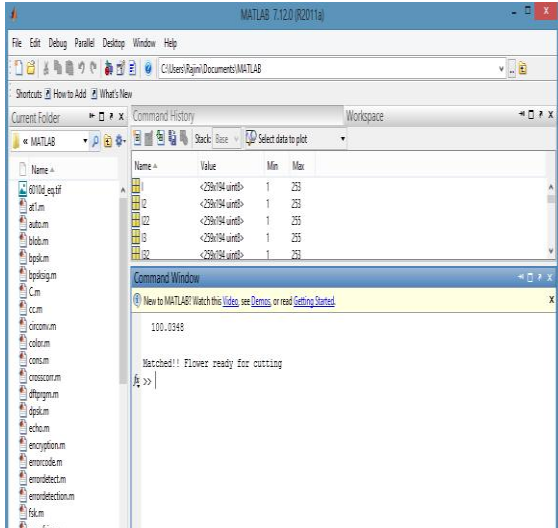 MATLAB 7.12.0 (R2011a)
File Edit Debug Parallel Desktop Window Help
C:\Users\Rajini\Documents\MATLAB
Shortcuts How to Add What's New
Current Folder
« MATLAB
Name
6010d_eq.tif
at1.m
auto.m
blob.m
bpsk.m
bpsksig.m
C.m
cc.m
circonv.m
color.m
cons.m
crosscorr.m
dftprgm.m
dpsk.m
echo.m
encryption.m
errorcode.m
errordetect.m
errordetection.m
fsk.m
Command History Workspace
Stack: Base Select data to plot
Name Value Min Max
I <259x194 uint8> 1 253
I2 <259x194 uint8> 1 253
I22 <259x194 uint8> 1 255
I3 <259x194 uint8> 1 255
I32 <259x194 uint8> 1 253
Command Window
New to MATLAB? Watch this Video, see Demos, or read Getting Started.
100.0348
Matched!! Flower ready for cutting
fx >>